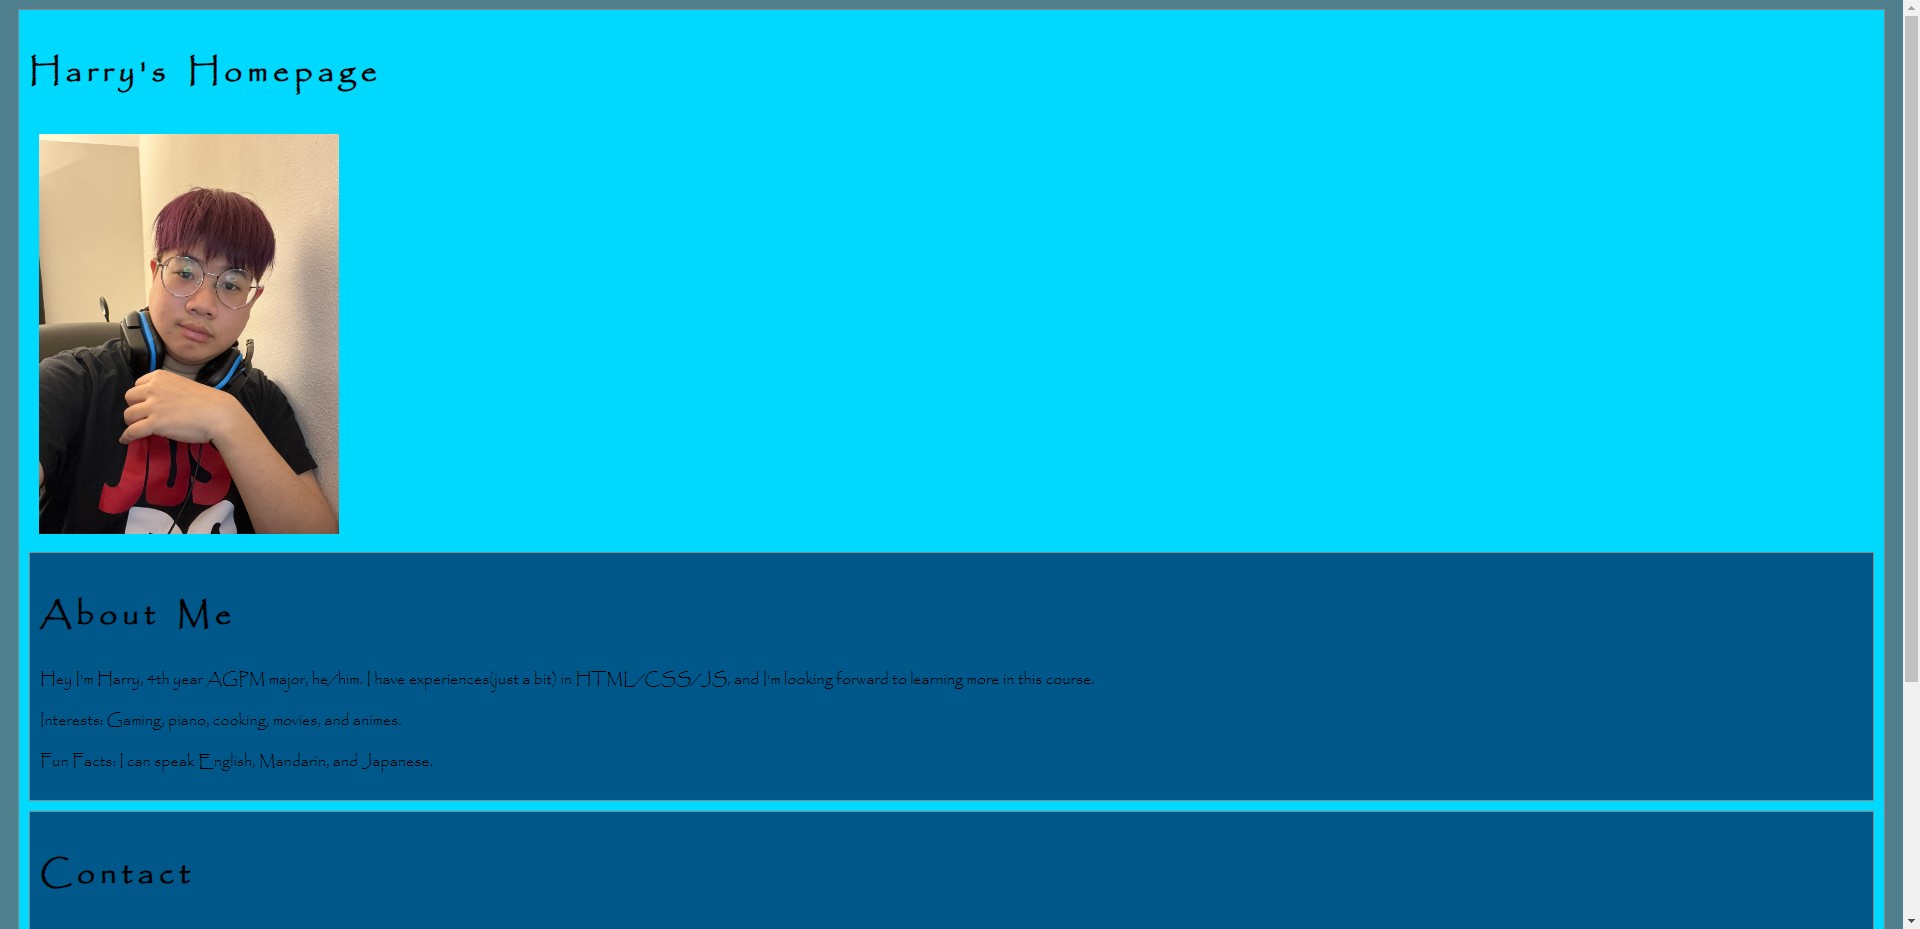 Harry's Homepage
JUS
About Me
Hey I'm Harry, 4th year AGPM major, he/him. I have experiences(just a bit) in HTML/CSS/JS, and I'm looking forward to learning more in this course.
Interests: Gaming, piano, cooking, movies, and animes.
Fun Facts: I can speak English, Mandarin, and Japanese.
Contact